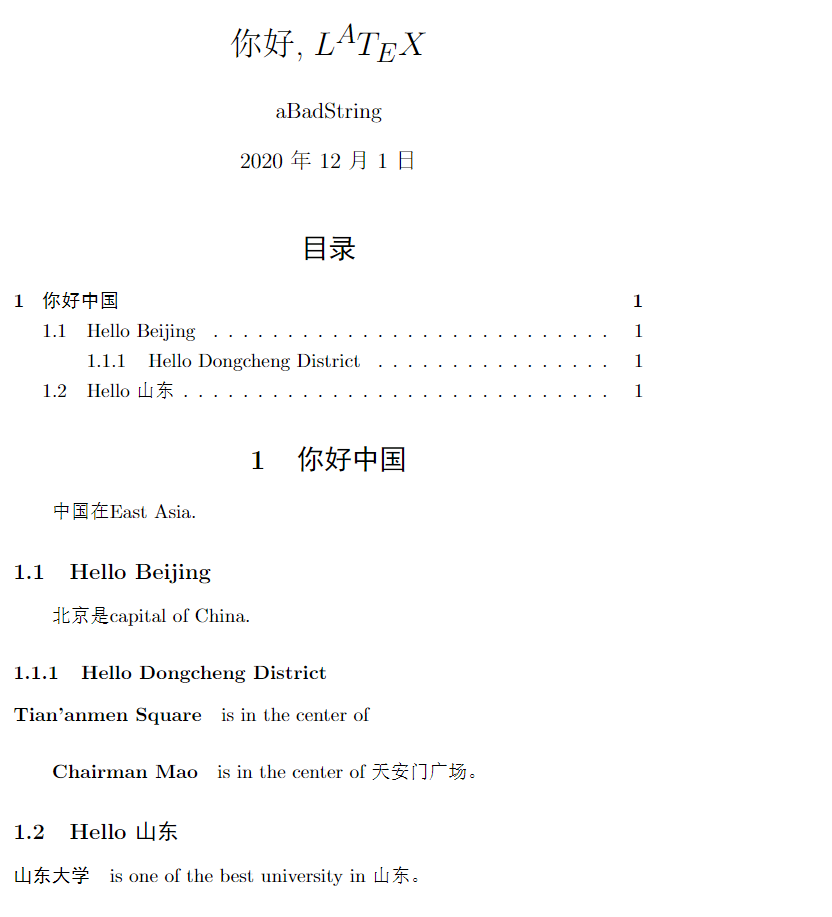 你好, LATEX
aBadString
2020 年 12 月 1 日
目录
1 你好中国 1
1.1 Hello Beijing . . . . . . . . . . . . . . . . . . . . . . . . . . . 1
1.1.1 Hello Dongcheng District . . . . . . . . . . . . . . . . 1
1.2 Hello 山东 . . . . . . . . . . . . . . . . . . . . . . . . . . . . . 1
1 你好中国
中国在East Asia.
1.1 Hello Beijing
北京是capital of China.
1.1.1 Hello Dongcheng District
Tian'anmen Square is in the center of
Chairman Mao is in the center of 天安门广场。
1.2 Hello 山东
山东大学 is one of the best university in 山东。